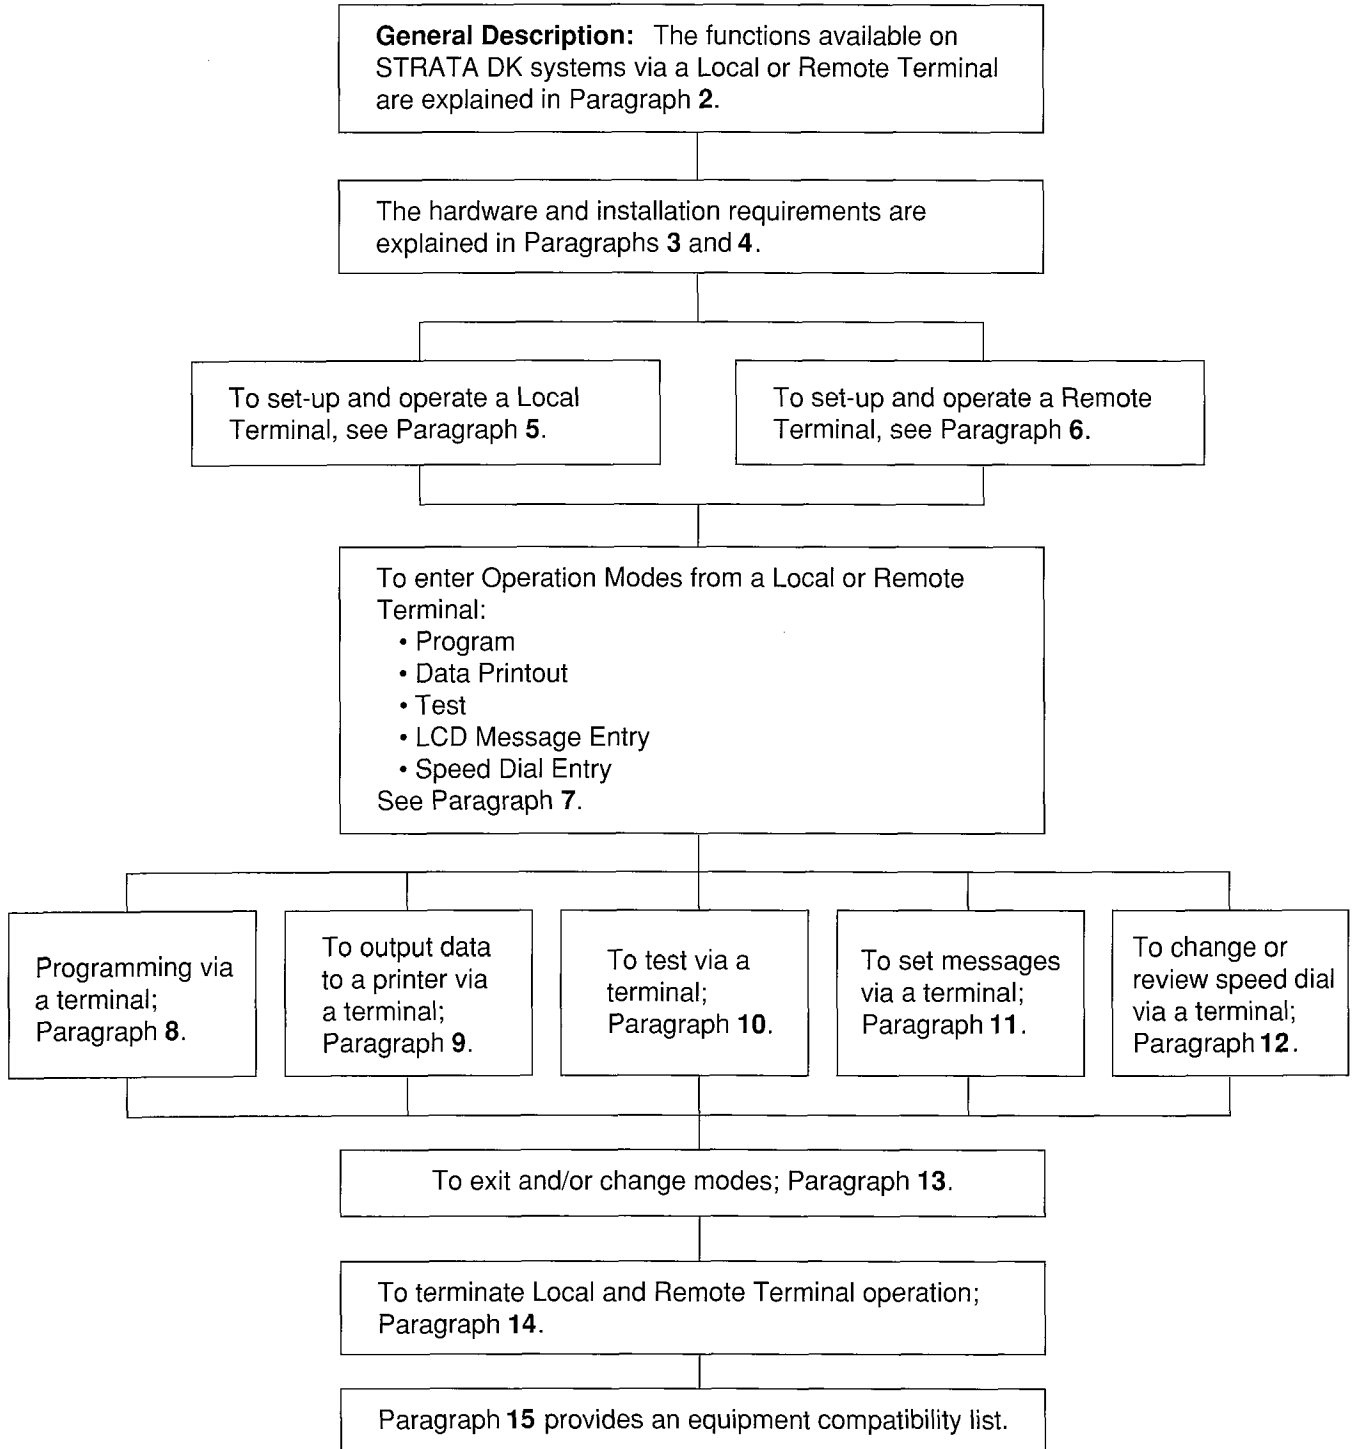 General Description: The functions available on
STRATA DK systems via a Local or Remote Terminal
are explained in Paragraph 2.
The hardware and installation requirements are
explained in Paragraphs 3 and 4.
To set-up and operate a Local
Terminal, see Paragraph 5.
To set-up and operate a Remote
Terminal, see Paragraph 6.
To enter Operation Modes from a Local or Remote
Terminal:
• Program
• Data Printout
• Test
• LCD Message Entry
• Speed Dial Entry
See Paragraph 7.
Programming via
a terminal;
Paragraph 8.
To output data
to a printer via
a terminal;
Paragraph 9.
To test via a
terminal;
Paragraph 10.
To set messages
via a terminal;
Paragraph 11.
To change or
review speed dial
via a terminal;
Paragraph 12.
To exit and/or change modes; Paragraph 13.
To terminate Local and Remote Terminal operation;
Paragraph 14.
Paragraph 15 provides an equipment compatibility list.